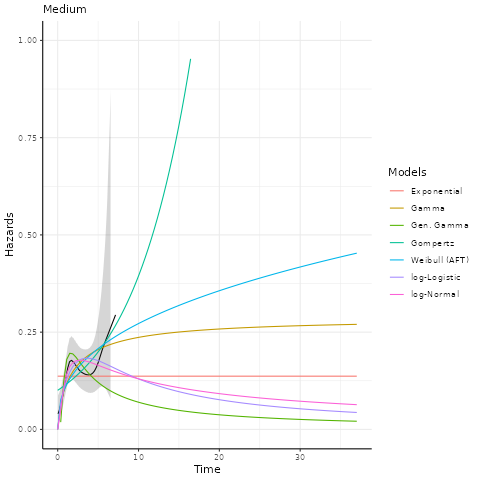 Medium
1.00
0.75
0.50
0.25
0.00
Hazards
0
10
20
30
Time
Models
Exponential
Gamma
Gen. Gamma
Gompertz
Weibull (AFT)
log-Logistic
log-Normal